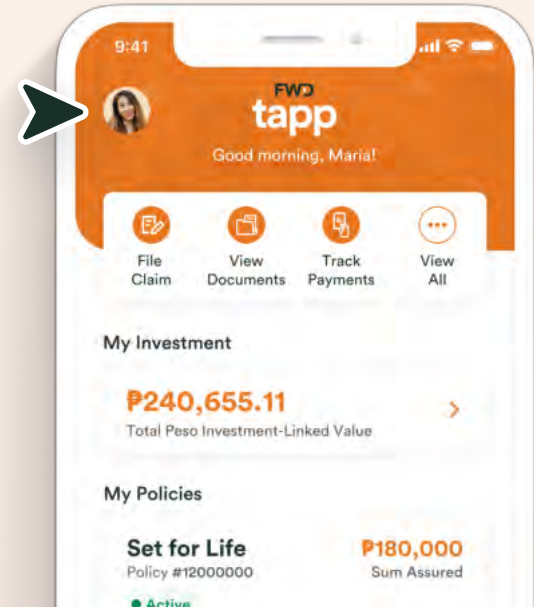 9:41
FWD
tapp
Good morning, Maria!
File
Claim
View
Documents
Track
Payments
View
All
My Investment
₱240,655.11
Total Peso Investment-Linked Value
My Policies
Set for Life
₱180,000
Policy #12000000
Sum Assured
Active